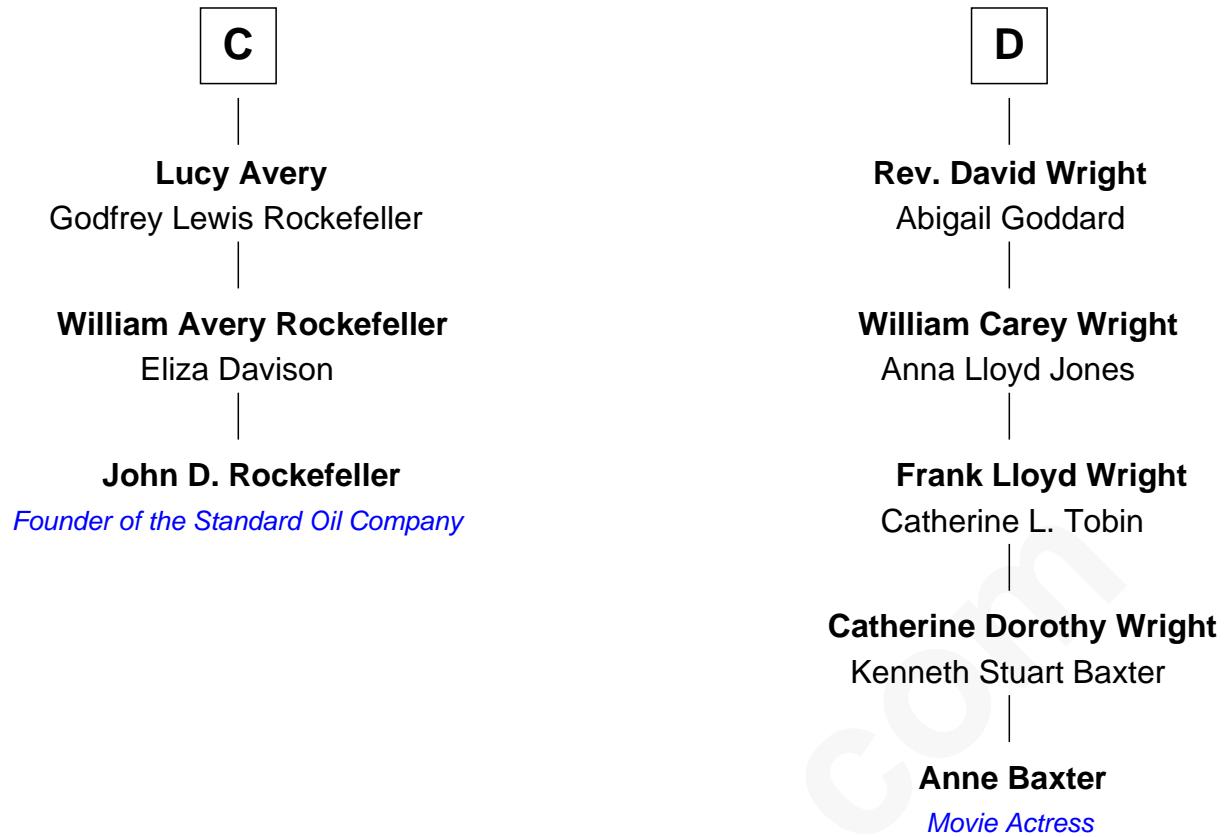 C
Lucy Avery
Godfrey Lewis Rockefeller
William Avery Rockefeller
Eliza Davison
John D. Rockefeller
Founder of the Standard Oil Company
D
Rev. David Wright
Abigail Goddard
William Carey Wright
Anna Lloyd Jones
Frank Lloyd Wright
Catherine L. Tobin
Catherine Dorothy Wright
Kenneth Stuart Baxter
Anne Baxter
Movie Actress
com